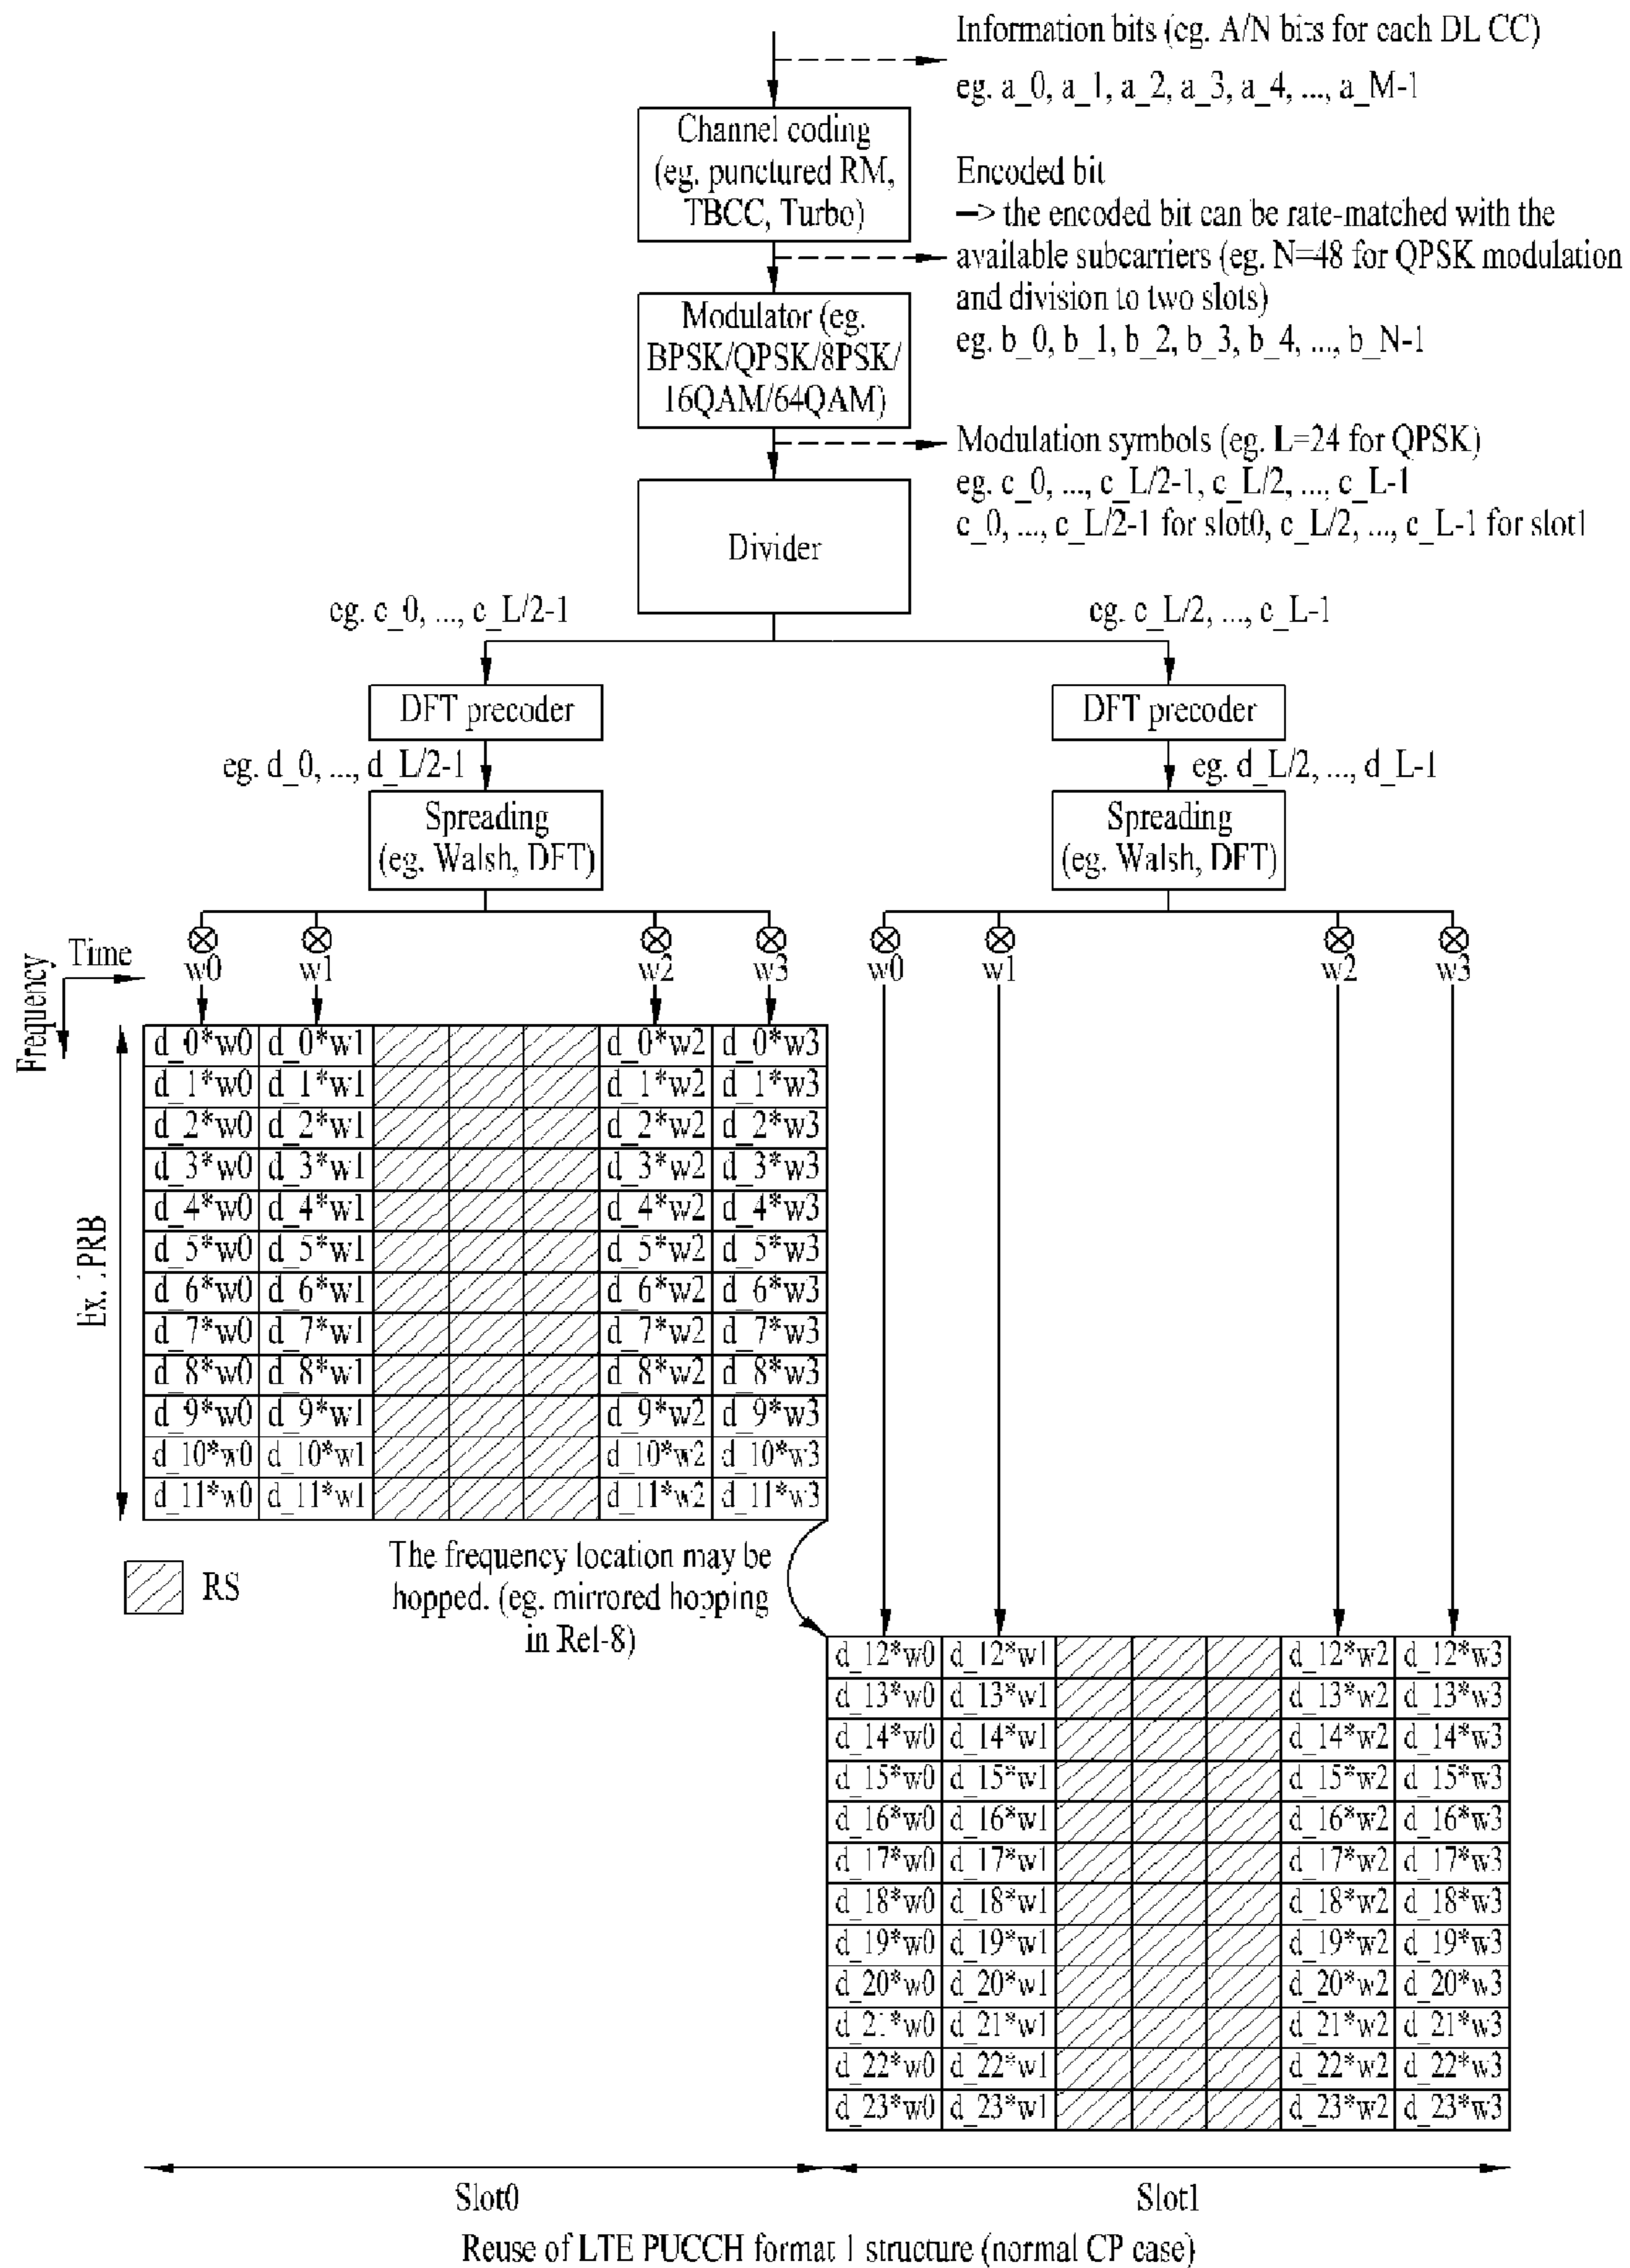 Information bits (eg. A/N bits for each DL CC)
eg. a_0, a_1, a_2, a_3, a_4, ..., a_M-1
Channel coding
(eg. punctured RM,
TBCC, Turbo)
Encoded bit
—> the encoded bit can be rate-matched with the
available subcarriers (eg. N=48 for QPSK modulation
and division to two slots)
eg. b_0, b_1, b_2, b_3, b_4, ..., b_N-1
Modulator (eg.
BPSK/QPSK/8PSK/
16QAM/64QAM)
Modulation symbols (eg. L=24 for QPSK)
eg. c_0, ..., c_L/2-1, c_L/2, ..., c_L-1
c_0, ..., c_L/2-1 for slot0, c_L/2, ..., c_L-1 for slot1
Divider
eg. c_0, ..., c_L/2-1
eg. c_L/2, ..., c_L-1
DFT precoder
DFT precoder
eg. d_0, ..., d_L/2-1
eg. d_L/2, ..., d_L-1
Spreading
(eg. Walsh, DFT)
Spreading
(eg. Walsh, DFT)
Time
Frequency
w0 w1 w2 w3 w0 w1 w2 w3
d_0*w0 d_0*w1 d_0*w2 d_0*w3
d_1*w0 d_1*w1 d_1*w2 d_1*w3
d_2*w0 d_2*w1 d_2*w2 d_2*w3
d_3*w0 d_3*w1 d_3*w2 d_3*w3
d_4*w0 d_4*w1 d_4*w2 d_4*w3
d_5*w0 d_5*w1 d_5*w2 d_5*w3
d_6*w0 d_6*w1 d_6*w2 d_6*w3
d_7*w0 d_7*w1 d_7*w2 d_7*w3
d_8*w0 d_8*w1 d_8*w2 d_8*w3
d_9*w0 d_9*w1 d_9*w2 d_9*w3
d_10*w0 d_10*w1 d_10*w2 d_10*w3
d_11*w0 d_11*w1 d_11*w2 d_11*w3
Ex. 1PRB
RS
The frequency location may be
hopped. (eg. mirrored hopping
in Rel-8)
d_12*w0 d_12*w1 d_12*w2 d_12*w3
d_13*w0 d_13*w1 d_13*w2 d_13*w3
d_14*w0 d_14*w1 d_14*w2 d_14*w3
d_15*w0 d_15*w1 d_15*w2 d_15*w3
d_16*w0 d_16*w1 d_16*w2 d_16*w3
d_17*w0 d_17*w1 d_17*w2 d_17*w3
d_18*w0 d_18*w1 d_18*w2 d_18*w3
d_19*w0 d_19*w1 d_19*w2 d_19*w3
d_20*w0 d_20*w1 d_20*w2 d_20*w3
d_21*w0 d_21*w1 d_21*w2 d_21*w3
d_22*w0 d_22*w1 d_22*w2 d_22*w3
d_23*w0 d_23*w1 d_23*w2 d_23*w3
Slot0
Slot1
Reuse of LTE PUCCH format 1 structure (normal CP case)